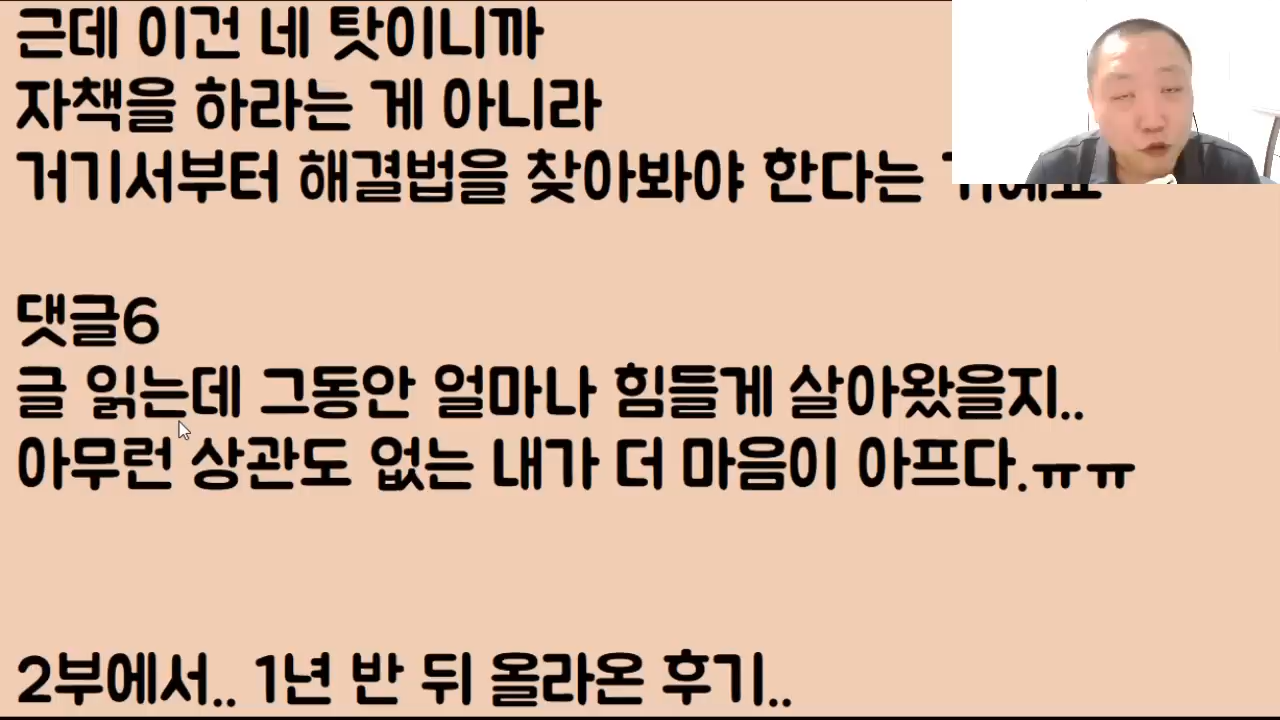 근데 이건 네 탓이니까
자책을 하라는 게 아니라
거기서부터 해결법을 찾아봐야 한다는
댓글6
글 읽는데 그동안 얼마나 힘들게 살아왔을지..
아무런 상관도 없는 내가 더 마음이 아프다.ㅠㅠ
2부에서.. 1년 반 뒤 올라온 후기..